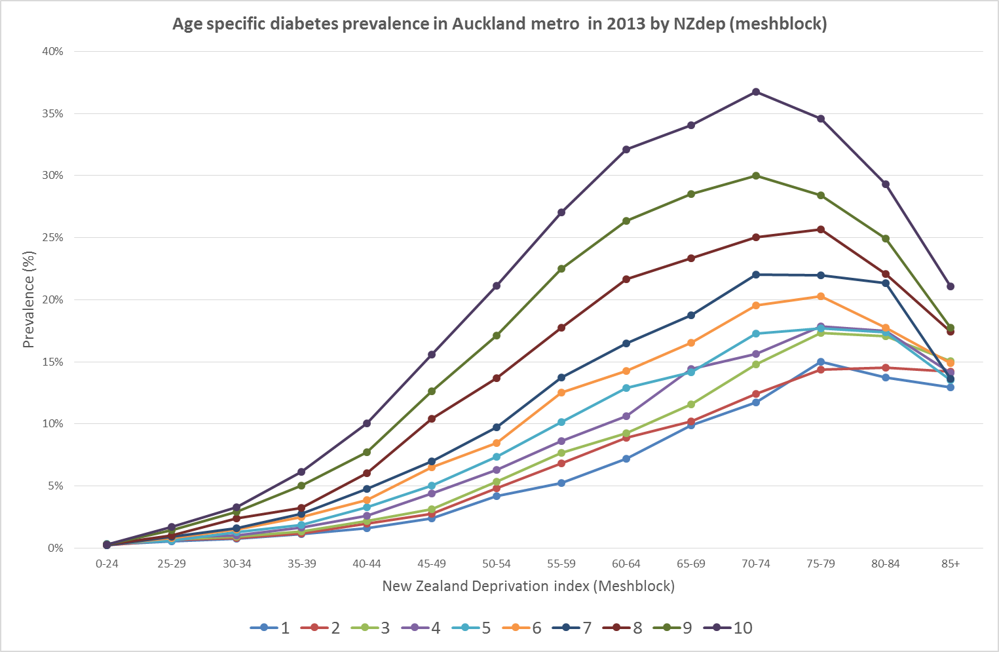 Age specific diabetes prevalence in Auckland metro  in 2013 by NZdep (meshblock)
40%
35%
30%
25%
20%
15%
10%
5%
0%
Prevalence (%)
0-24 25-29 30-34 35-39 40-44 45-49 50-54 55-59 60-64 65-69 70-74 75-79 80-84 85+
New Zealand Deprivation index (Meshblock)
1 2 3 4 5 6 7 8 9 10